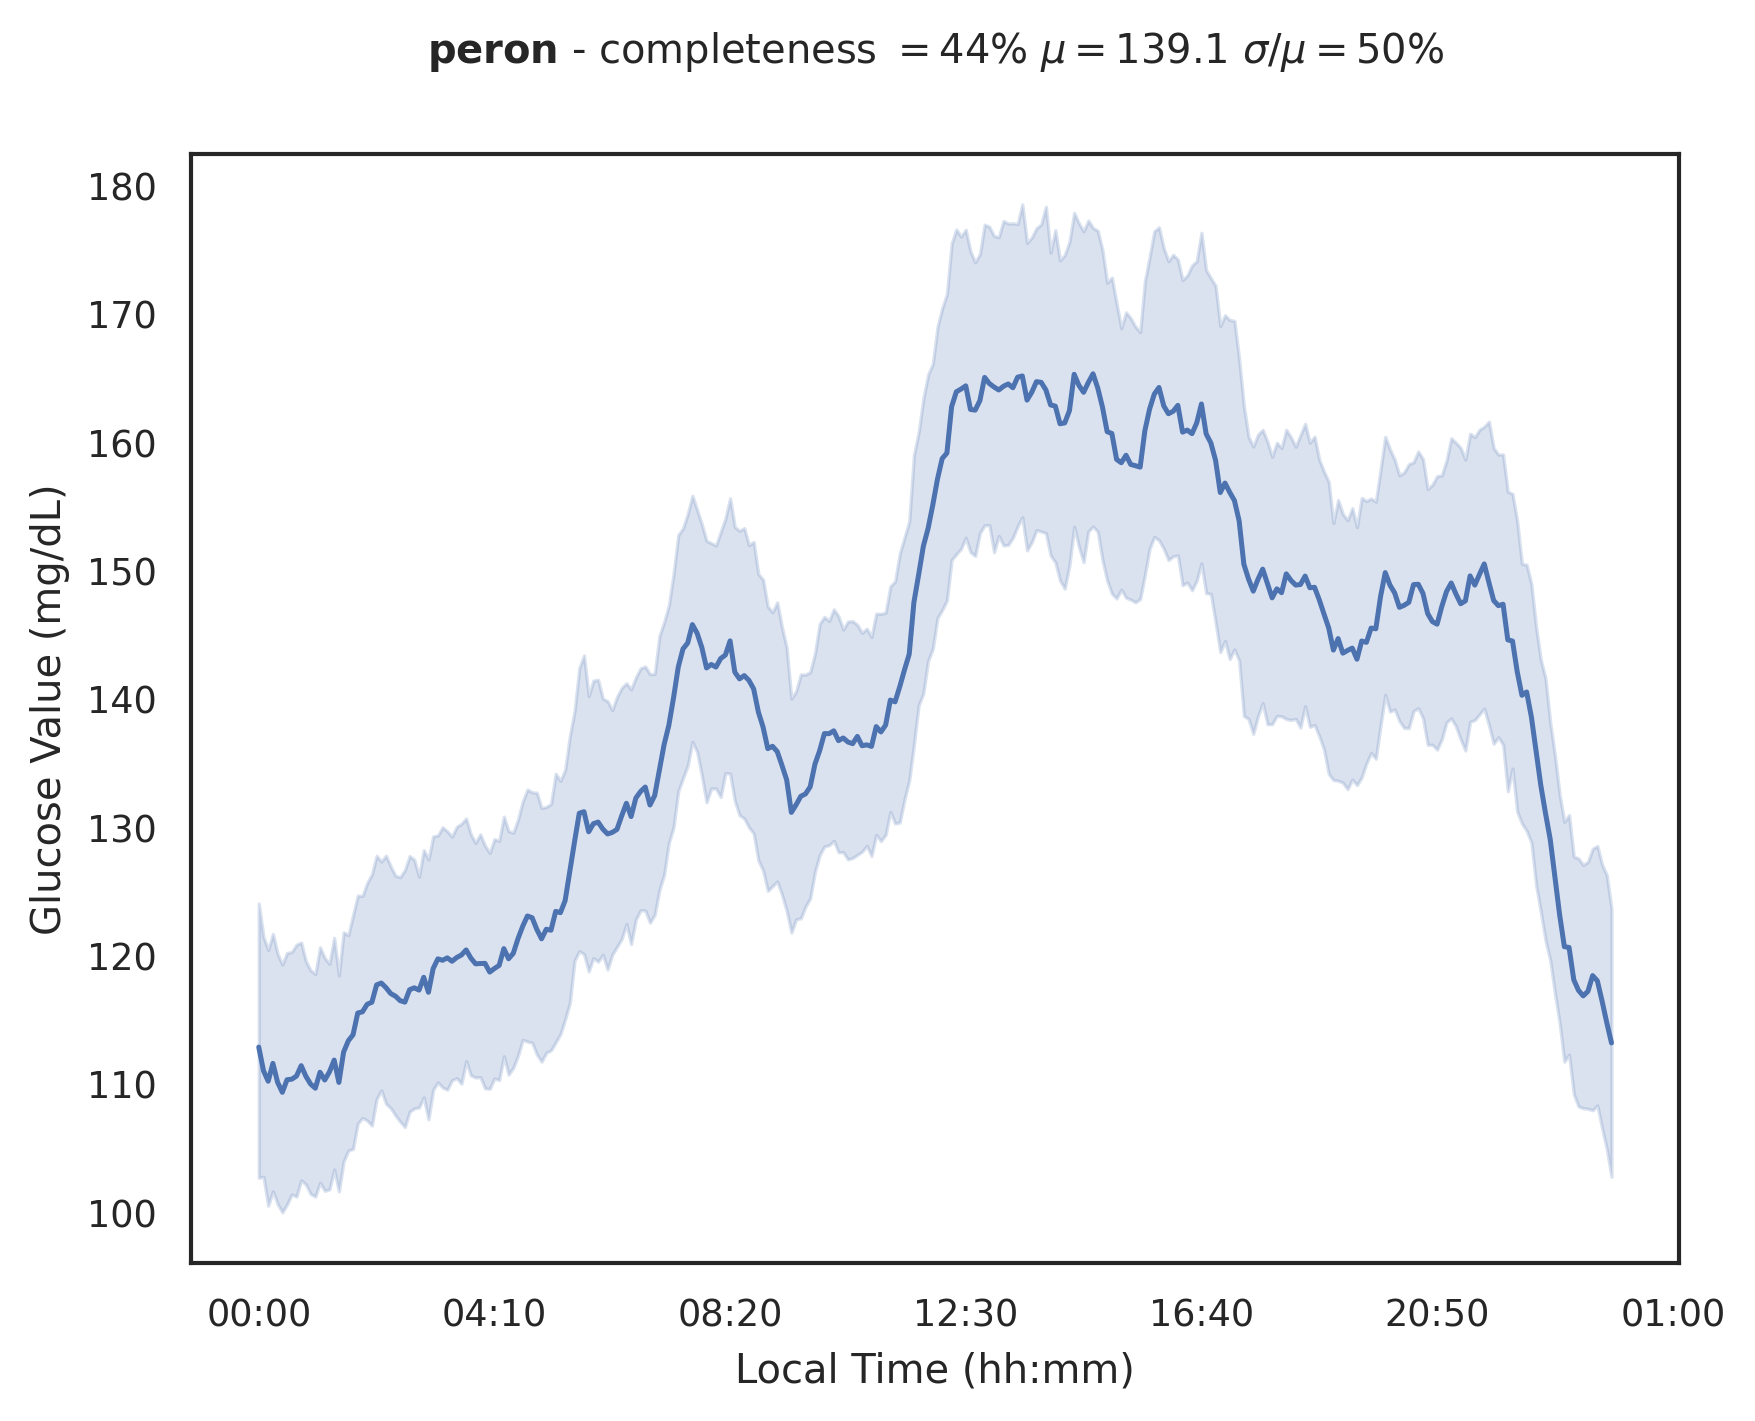 peron - completeness = 44% μ = 139.1 σ/μ = 50%
180
170
160
150
140
130
120
110
100
Glucose Value (mg/dL)
00:00 04:10 08:20 12:30 16:40 20:50 01:00
Local Time (hh:mm)